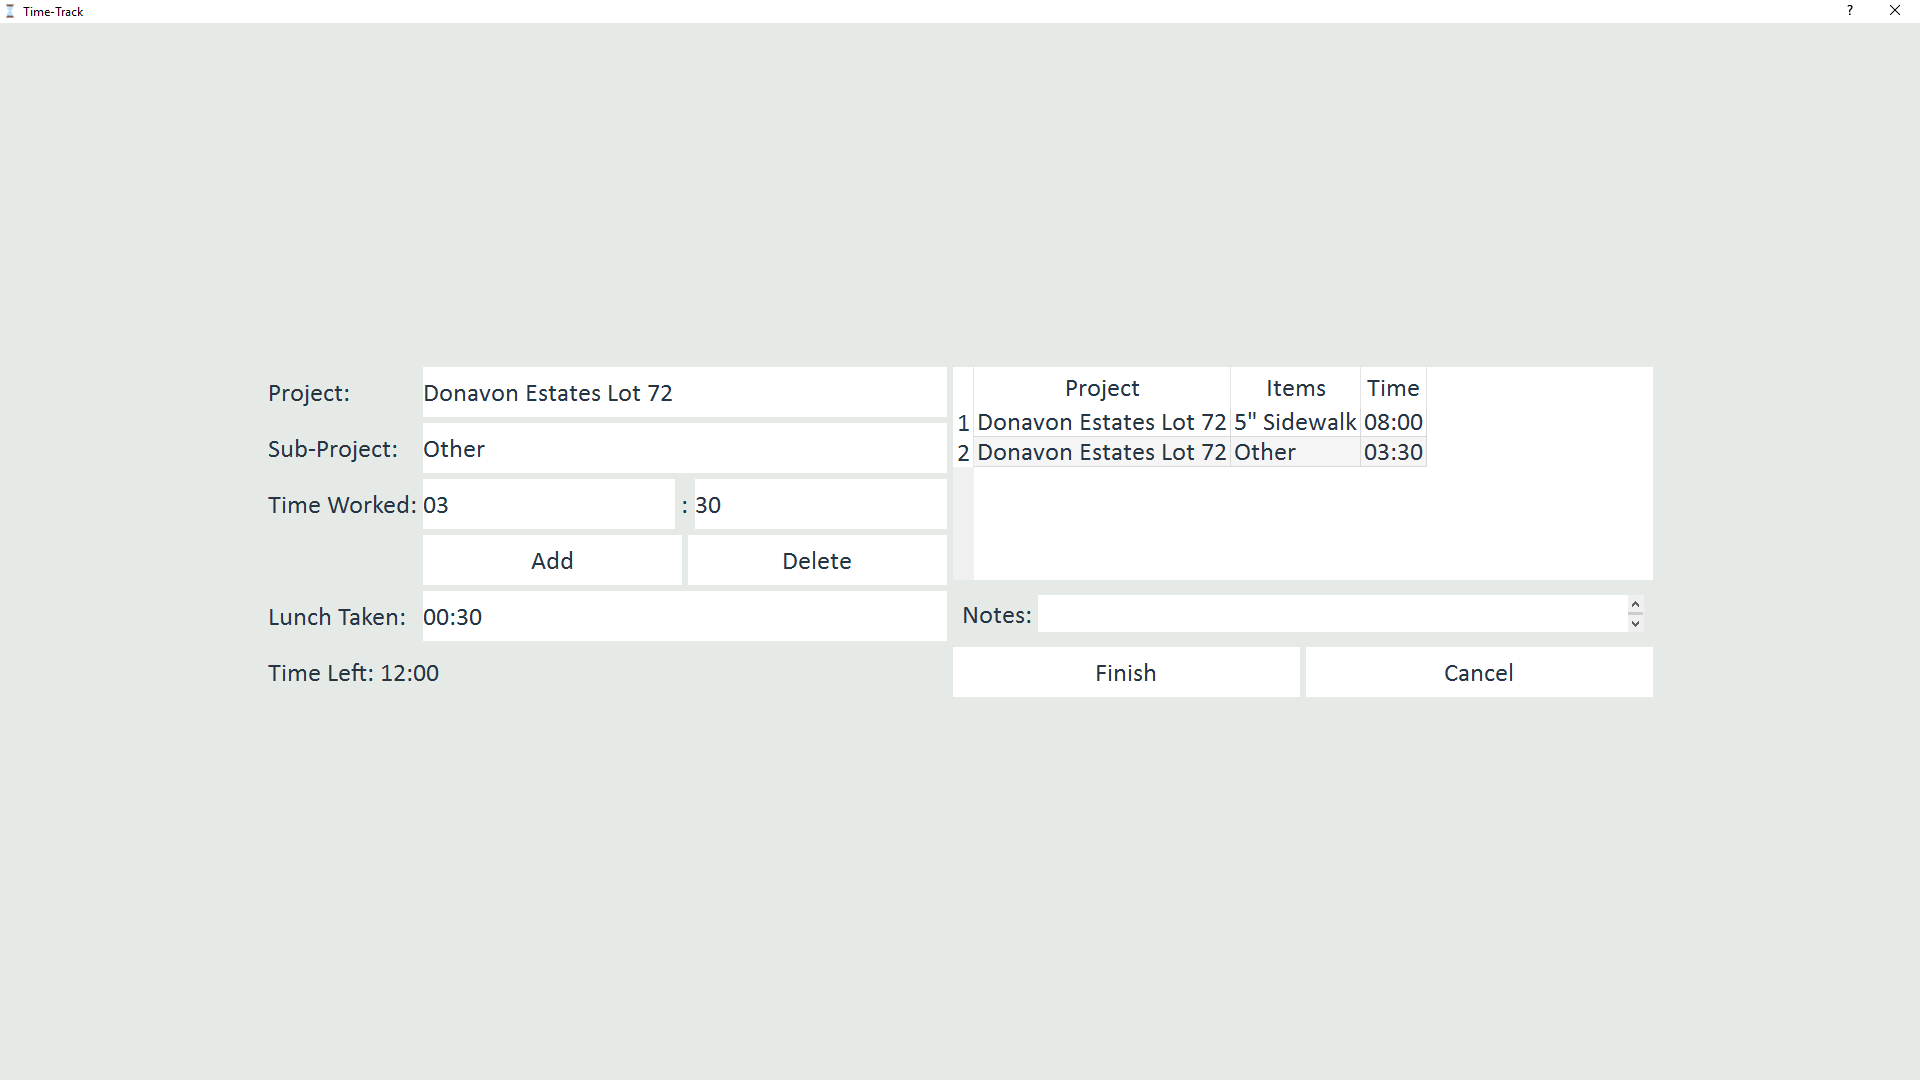 Time-Track
?
Project: Donavon Estates Lot 72
Sub-Project: Other
Time Worked: 03 : 30
Add Delete
Lunch Taken: 00:30
Time Left: 12:00
Project Items Time
1 Donavon Estates Lot 72 5" Sidewalk 08:00
2 Donavon Estates Lot 72 Other 03:30
Notes:
Finish Cancel